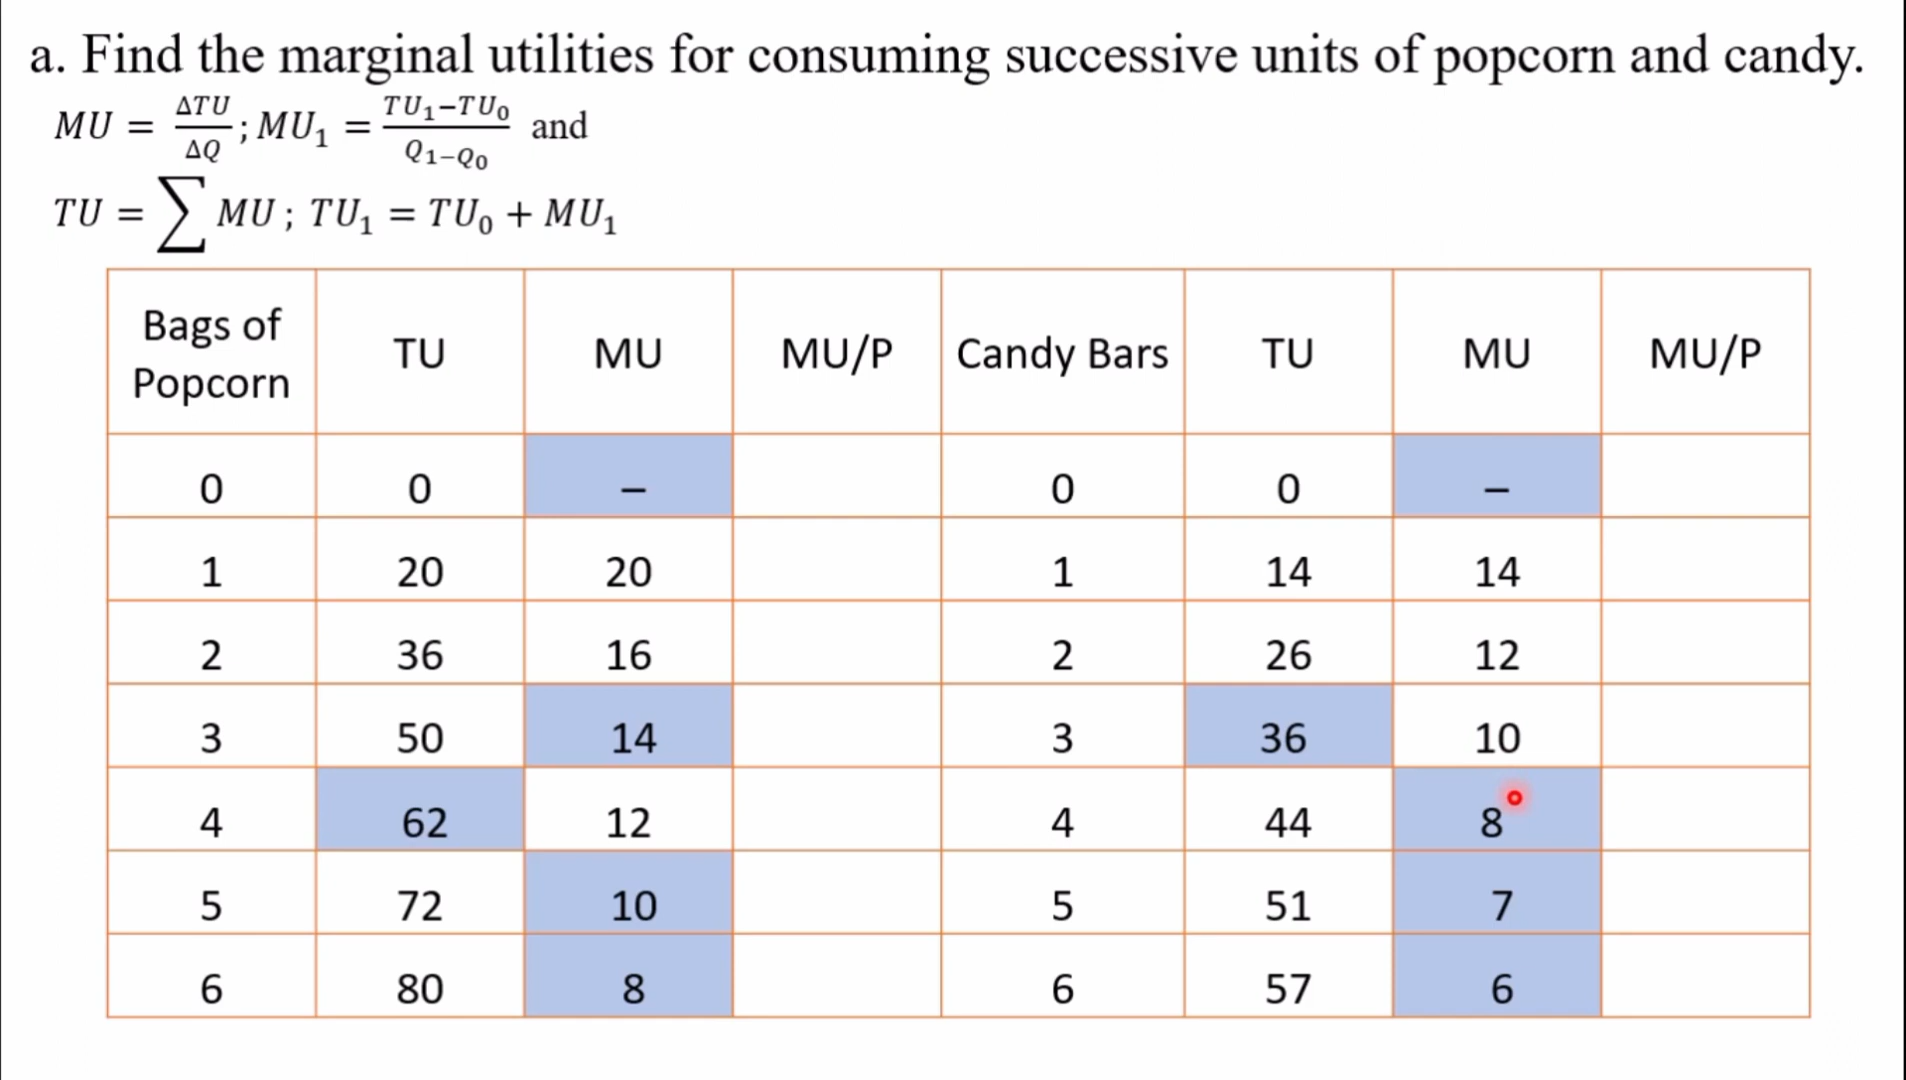 a. Find the marginal utilities for consuming successive units of popcorn and candy.
MU = ΔTU/ΔQ ; MU₁ = TU₁−TU₀/Q₁−Q₀ and
TU = ∑ MU ; TU₁ = TU₀ + MU₁
Bags of Popcorn TU MU MU/P Candy Bars TU MU MU/P
0 0 – 0 0 –
1 20 20 1 14 14
2 36 16 2 26 12
3 50 14 3 36 10
4 62 12 4 44 8
5 72 10 5 51 7
6 80 8 6 57 6